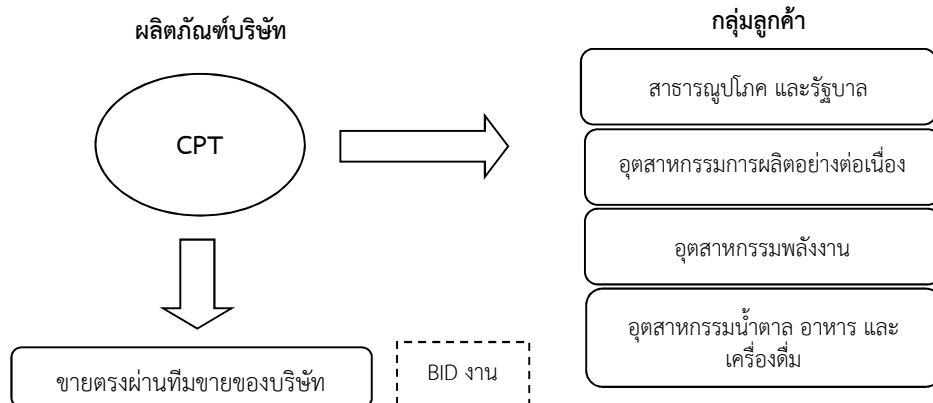 ผลิตภัณฑ์บริษัท
กลุ่มลูกค้า
CPT
สาธารณูปโภค และรัฐบาล
อุตสาหกรรมการผลิตอย่างต่อเนื่อง
อุตสาหกรรมพลังงาน
อุตสาหกรรมน้ำตาล อาหาร และ
เครื่องดื่ม
ขายตรงผ่านทีมขายของบริษัท
BID งาน